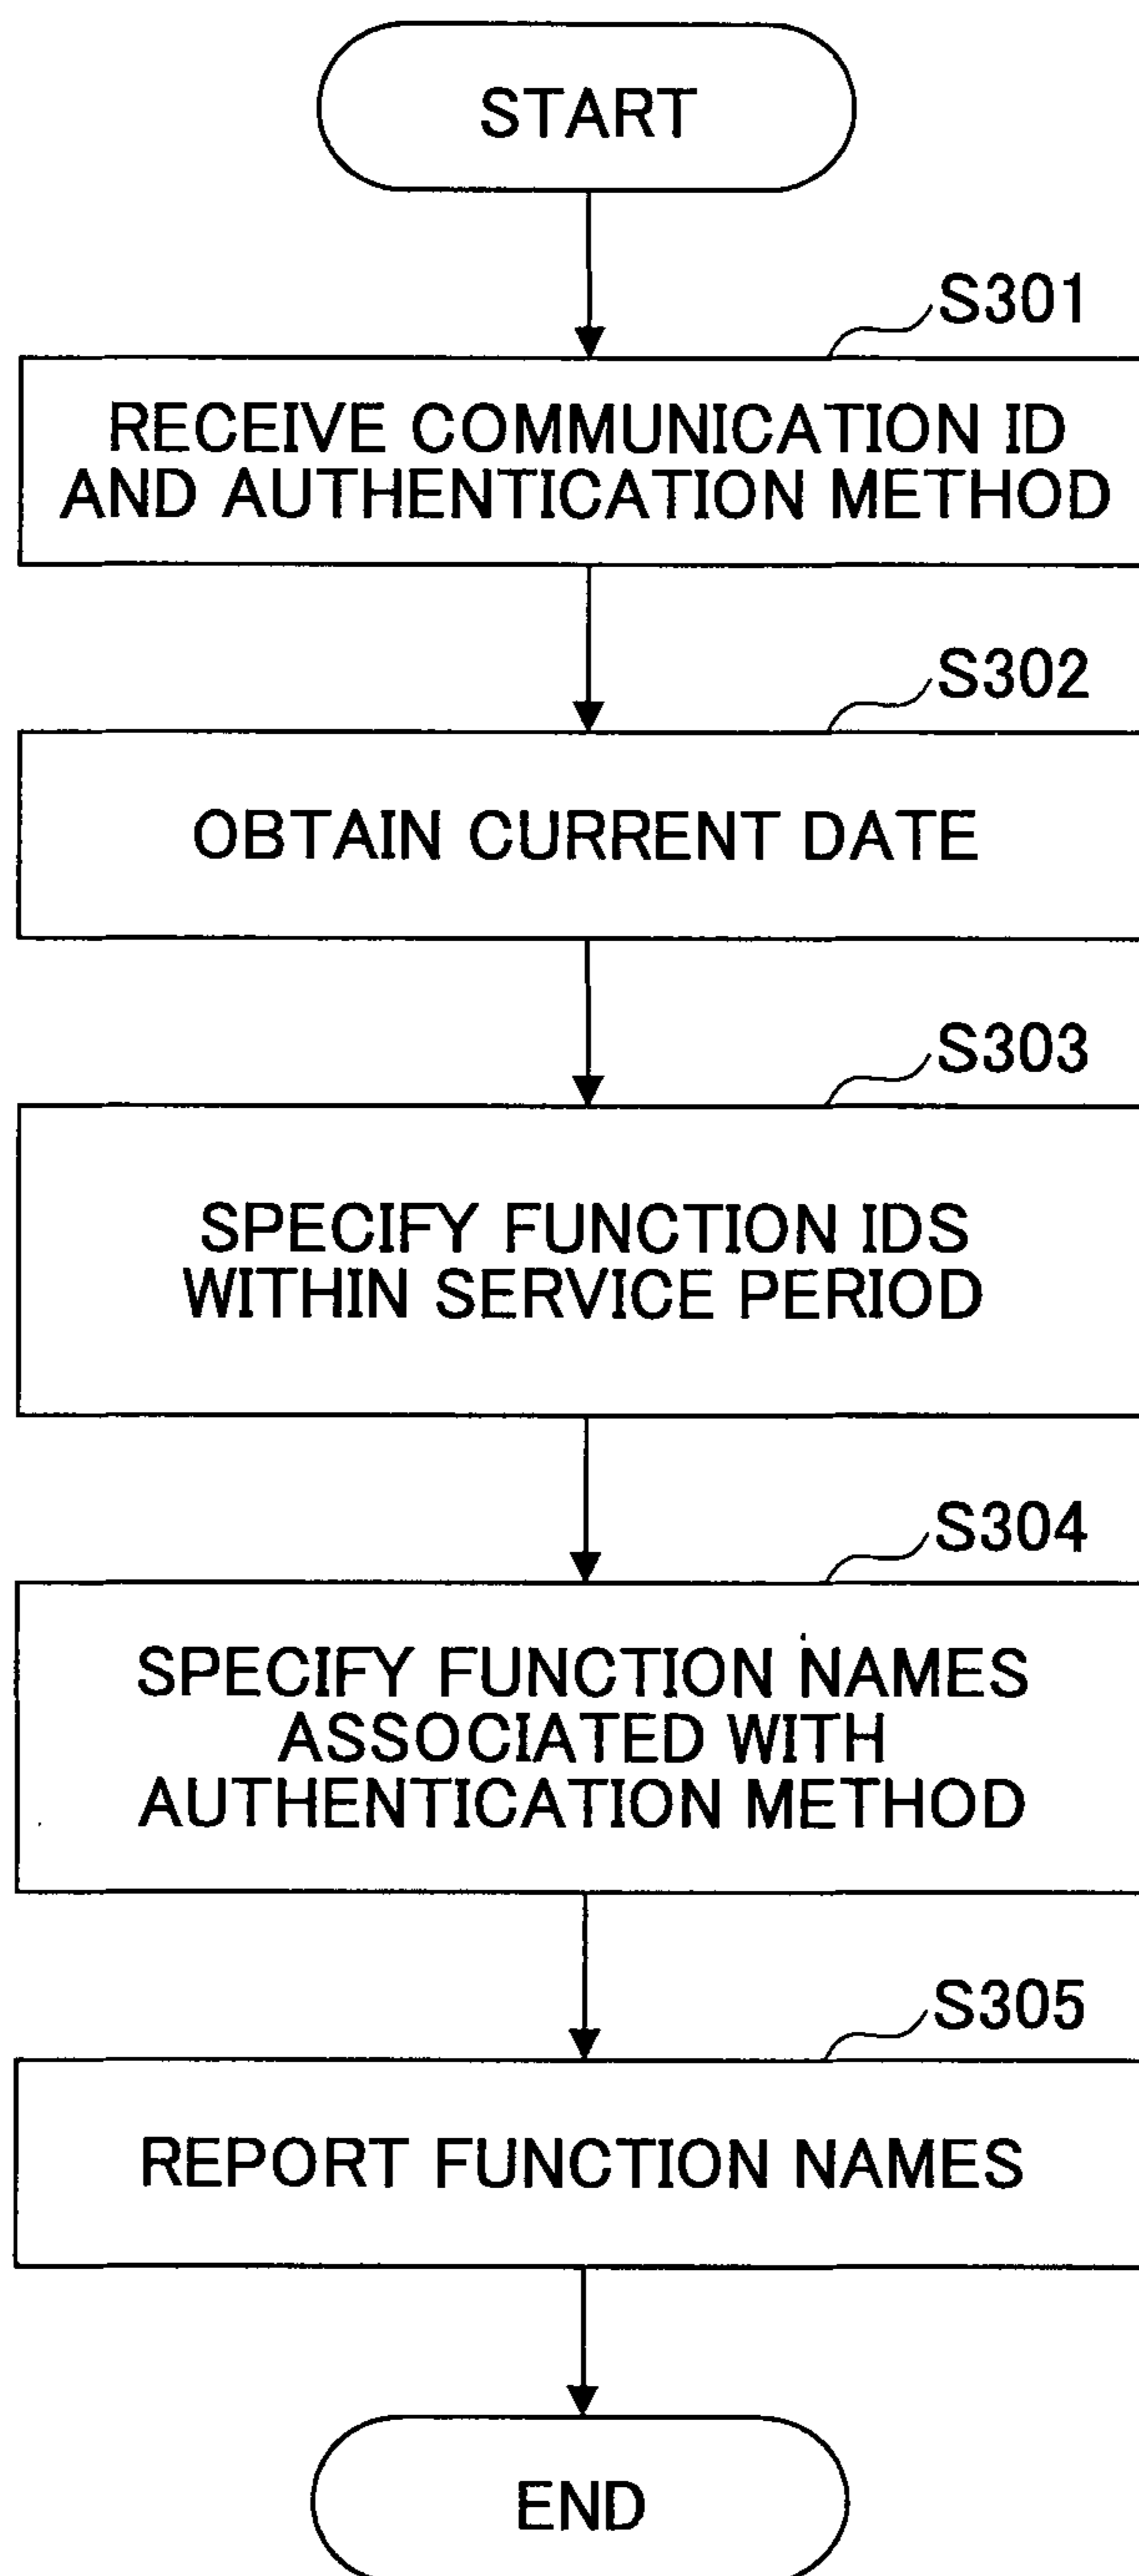 START
S301
RECEIVE COMMUNICATION ID
AND AUTHENTICATION METHOD
S302
OBTAIN CURRENT DATE
S303
SPECIFY FUNCTION IDS
WITHIN SERVICE PERIOD
S304
SPECIFY FUNCTION NAMES
ASSOCIATED WITH
AUTHENTICATION METHOD
S305
REPORT FUNCTION NAMES
END